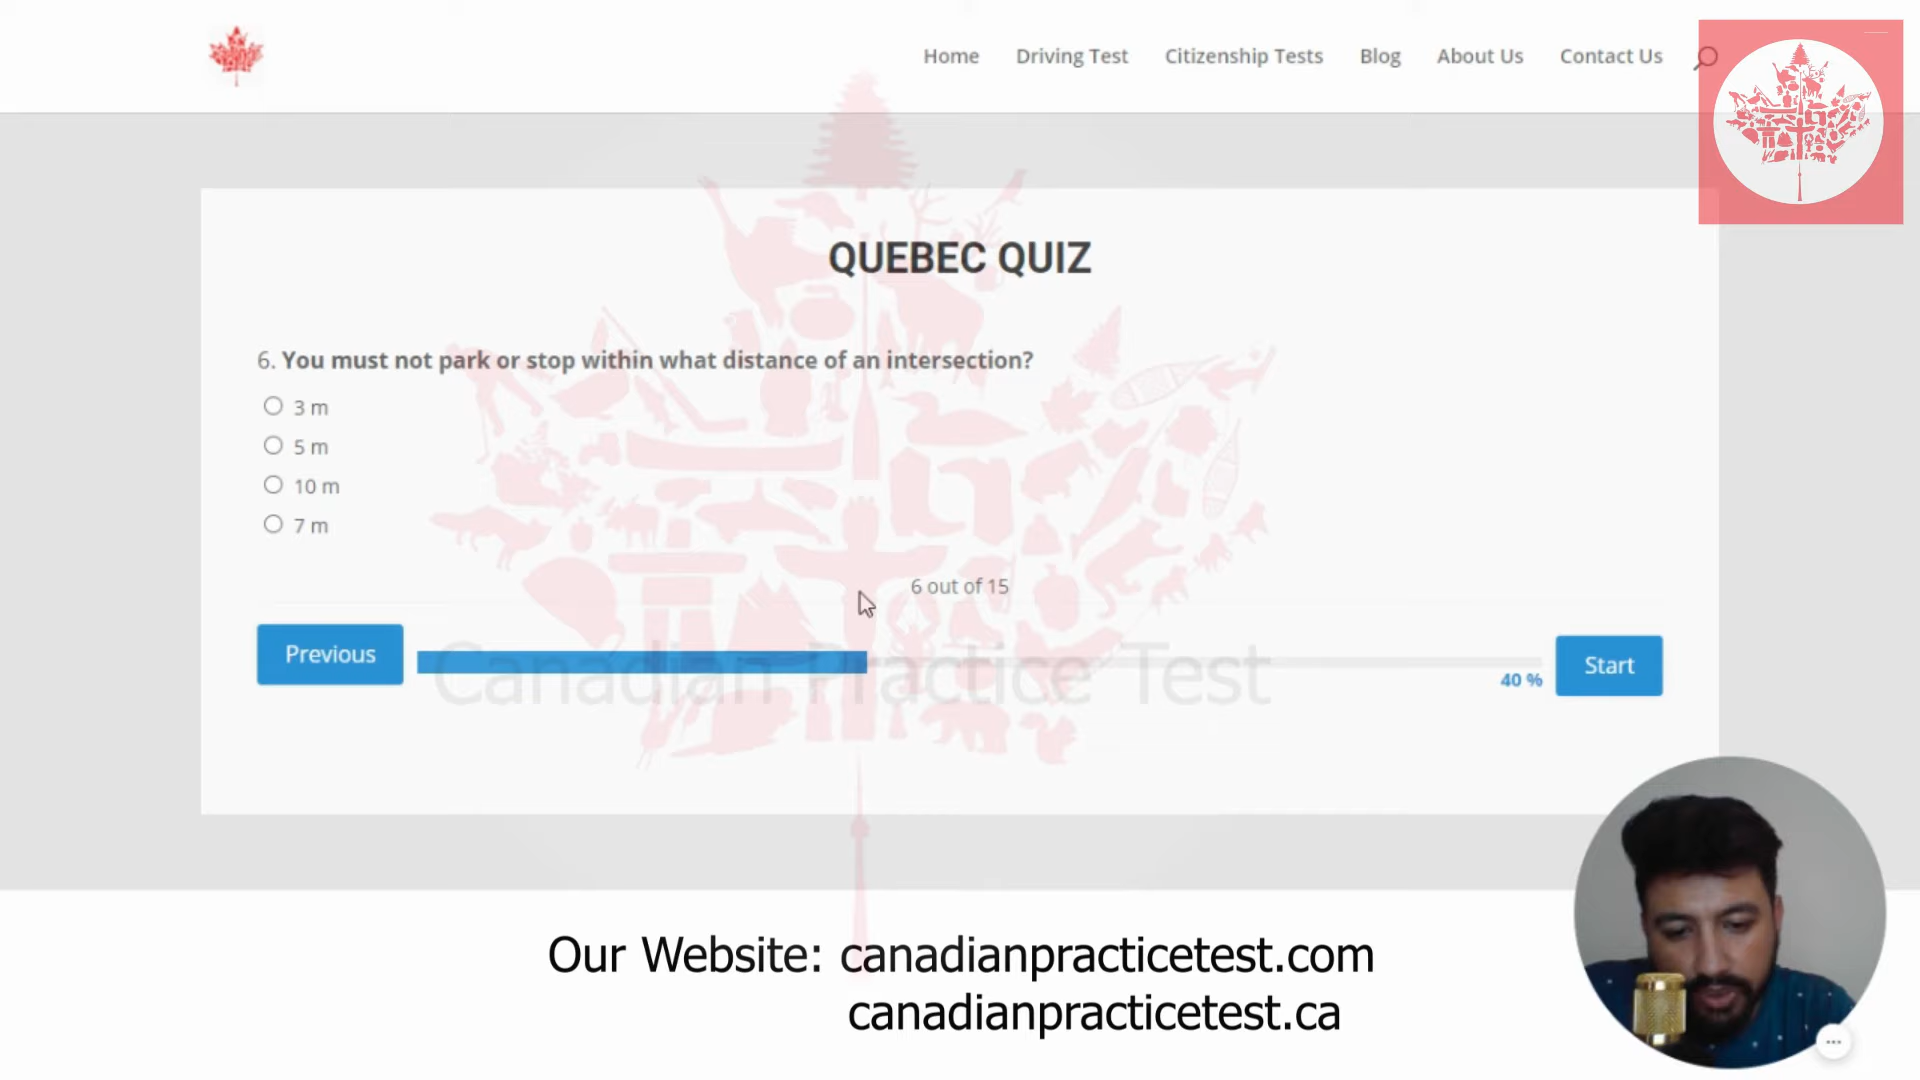 Home Driving Test Citizenship Tests Blog About Us Contact Us
QUEBEC QUIZ
6. You must not park or stop within what distance of an intersection?
3 m
5 m
10 m
7 m
6 out of 15
Previous
40 %
Start
Canadian Practice Test
Our Website: canadianpracticetest.com
canadianpracticetest.ca